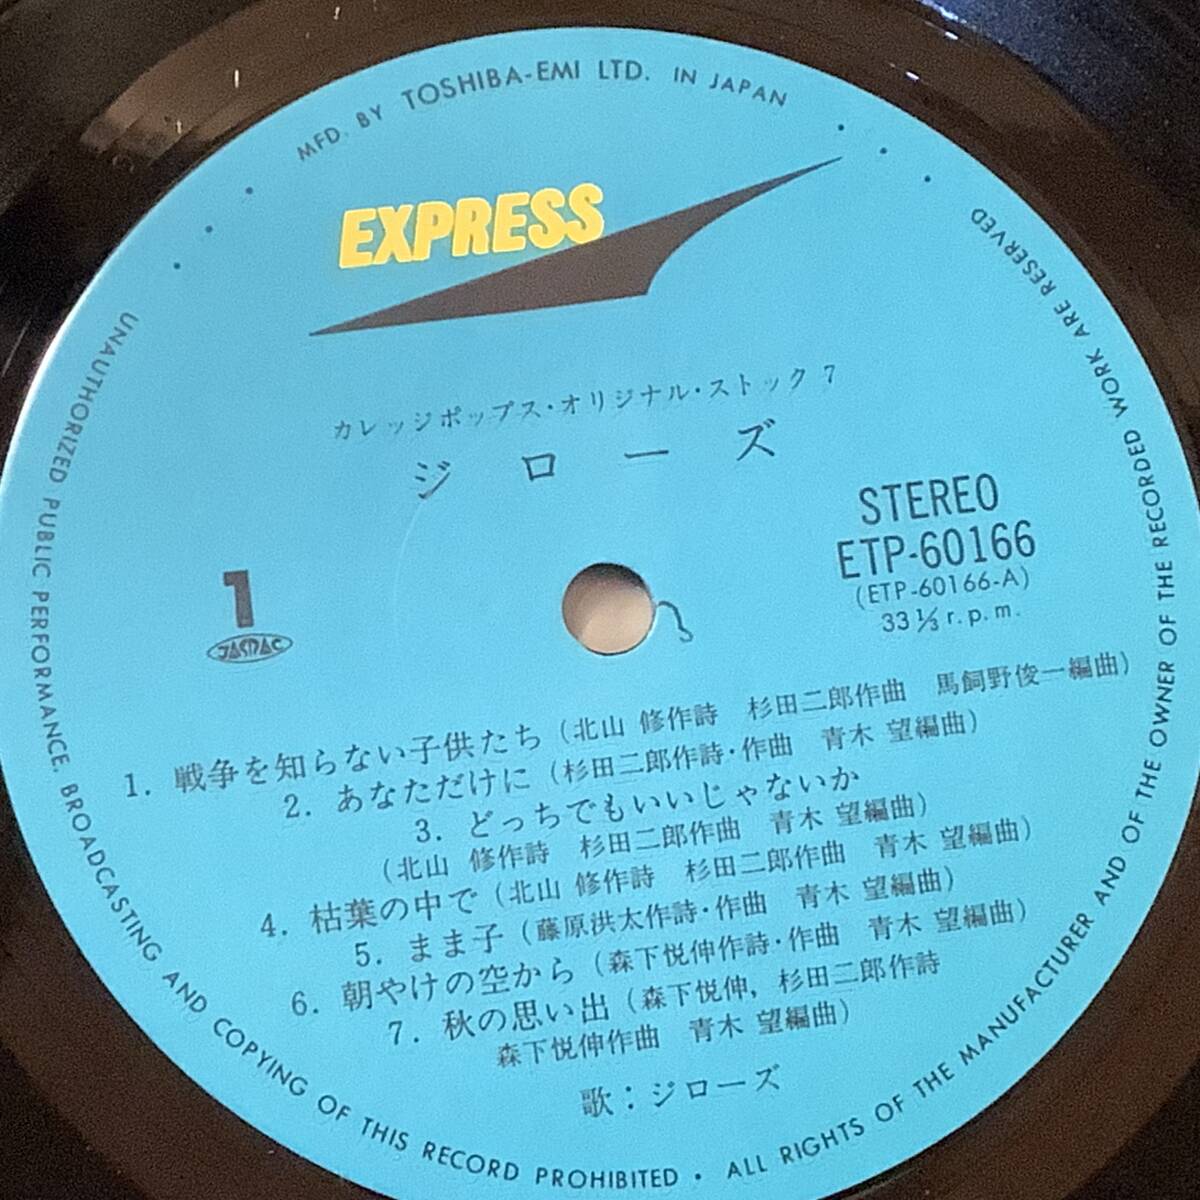 MFD. BY TOSHIBA-EMI LTD. IN JAPAN
EXPRESS
カレッジポップス・オリジナル・ストック 7
ジローズ
STEREO
ETP-60166
(ETP-60166-A)
33 1/3 r.p.m.
1
JASRAC
1. 戦争を知らない子供たち (北山 修作詩 杉田二郎作曲 馬飼野俊一編曲)
2. あなただけに (杉田二郎作詩・作曲 青木 望編曲)
3. どっちでもいいじゃないか
(北山 修作詩 杉田二郎作曲 青木 望編曲)
4. 枯葉の中で (北山 修作詩 杉田二郎作曲 青木 望編曲)
5. まま子 (藤原洪太作詩・作曲 青木 望編曲)
6. 朝やけの空から (森下悦伸作詩・作曲 青木 望編曲)
7. 秋の思い出 (森下悦伸, 杉田二郎作詩
森下悦伸作曲 青木 望編曲)
歌：ジローズ
UNAUTHORIZED PUBLIC PERFORMANCE, BROADCASTING AND COPYING OF THIS RECORD PROHIBITED • ALL RIGHTS OF THE MANUFACTURER AND OF THE OWNER OF THE RECORDED WORK ARE RESERVED